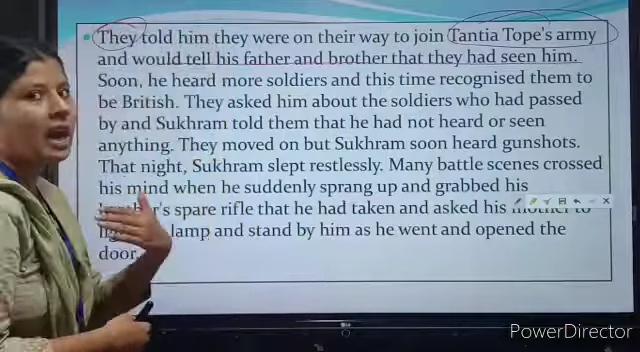 They told him they were on their way to join Tantia Tope's army
and would tell his father and brother that they had seen him.
Soon, he heard more soldiers and this time recognised them to
be British. They asked him about the soldiers who had passed
by and Sukhram told them that he had not heard or seen
anything. They moved on but Sukhram soon heard gunshots.
That night, Sukhram slept restlessly. Many battle scenes crossed
his mind when he suddenly sprang up and grabbed his
spare rifle that he had taken and asked his mother to
lamp and stand by him as he went and opened the
door.
LG
PowerDirector